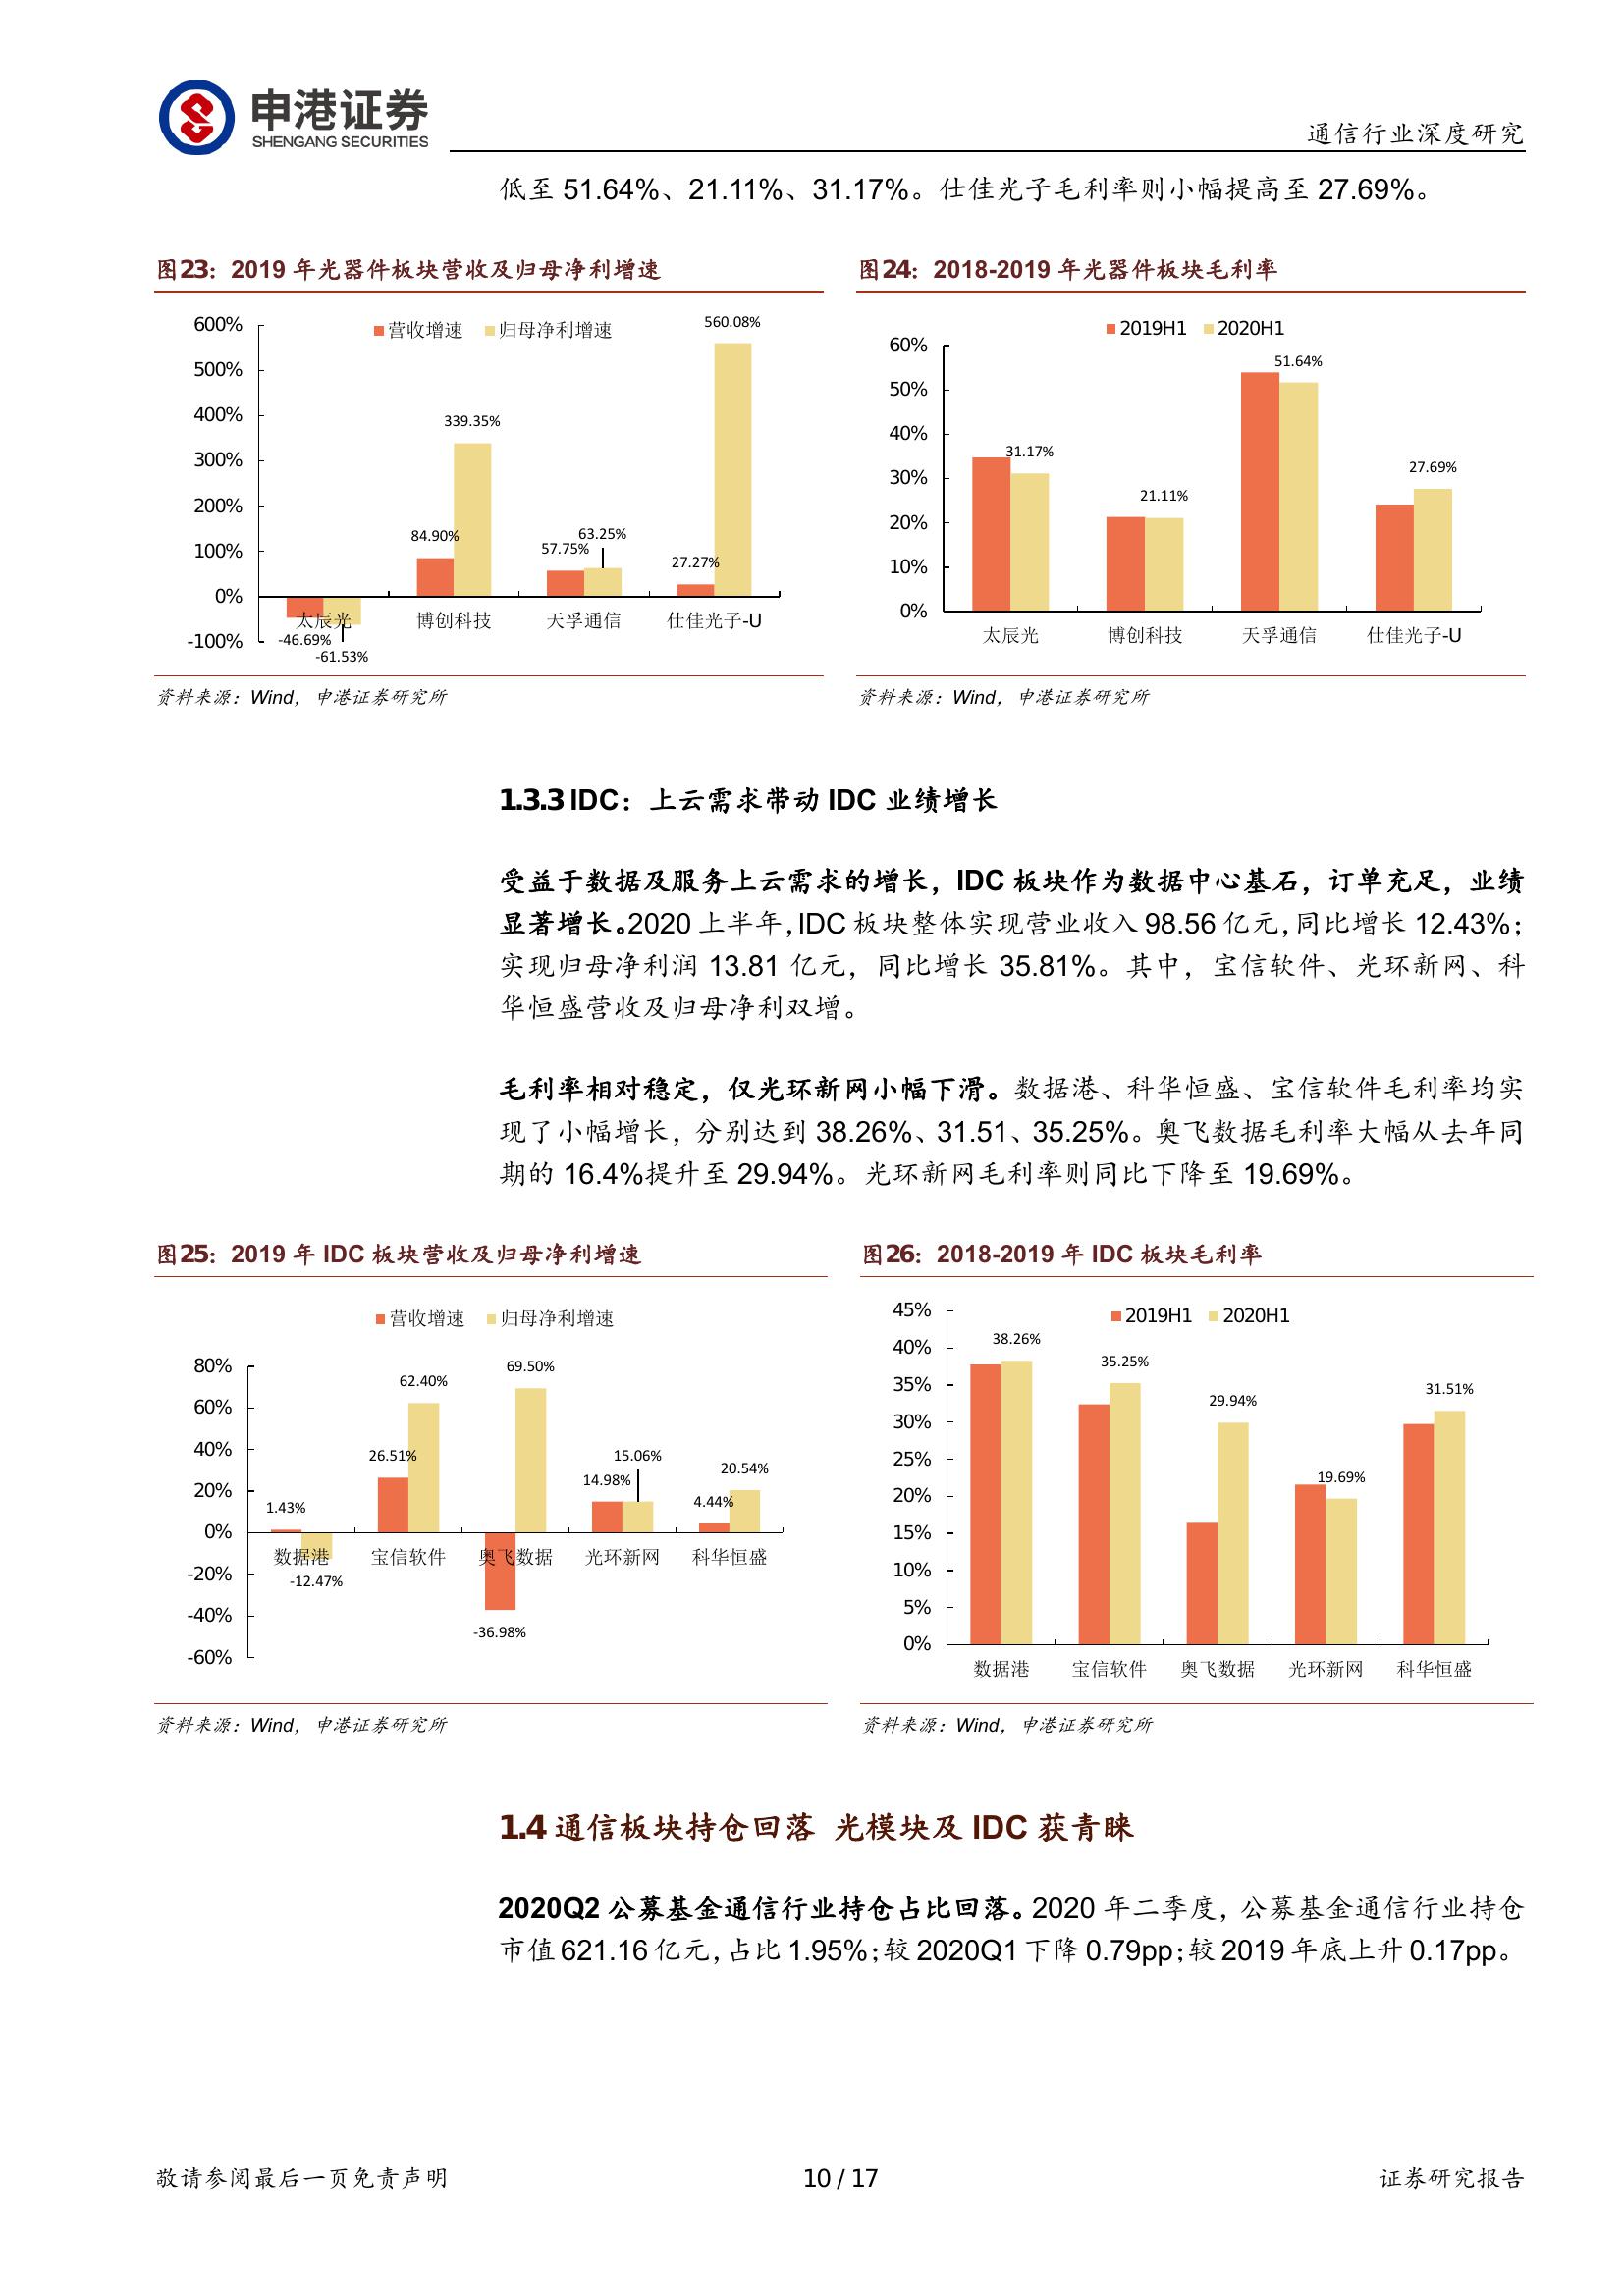 申港证券
SHENGANG SECURITIES
通信行业深度研究
低至 51.64%、21.11%、31.17%。仕佳光子毛利率则小幅提高至 27.69%。
图23：2019 年光器件板块营收及归母净利增速
营收增速 归母净利增速
600%
500%
400%
300%
200%
100%
0%
-100%
-46.69%
-61.53%
84.90%
339.35%
57.75%
63.25%
27.27%
560.08%
太辰光 博创科技 天孚通信 仕佳光子-U
资料来源：Wind，申港证券研究所
图24：2018-2019 年光器件板块毛利率
2019H1 2020H1
60%
50%
40%
30%
20%
10%
0%
31.17%
21.11%
51.64%
27.69%
太辰光 博创科技 天孚通信 仕佳光子-U
资料来源：Wind，申港证券研究所
1.3.3 IDC：上云需求带动 IDC 业绩增长
受益于数据及服务上云需求的增长，IDC 板块作为数据中心基石，订单充足，业绩
显著增长。2020 上半年，IDC 板块整体实现营业收入 98.56 亿元，同比增长 12.43%；
实现归母净利润 13.81 亿元，同比增长 35.81%。其中，宝信软件、光环新网、科
华恒盛营收及归母净利双增。
毛利率相对稳定，仅光环新网小幅下滑。数据港、科华恒盛、宝信软件毛利率均实
现了小幅增长，分别达到 38.26%、31.51、35.25%。奥飞数据毛利率大幅从去年同
期的 16.4%提升至 29.94%。光环新网毛利率则同比下降至 19.69%。
图25：2019 年 IDC 板块营收及归母净利增速
营收增速 归母净利增速
80%
60%
40%
20%
0%
-20%
-40%
-60%
1.43%
-12.47%
26.51%
62.40%
-36.98%
69.50%
14.98%
15.06%
4.44%
20.54%
数据港 宝信软件 奥飞数据 光环新网 科华恒盛
资料来源：Wind，申港证券研究所
图26：2018-2019 年 IDC 板块毛利率
2019H1 2020H1
45%
40%
35%
30%
25%
20%
15%
10%
5%
0%
38.26%
35.25%
29.94%
19.69%
31.51%
数据港 宝信软件 奥飞数据 光环新网 科华恒盛
资料来源：Wind，申港证券研究所
1.4 通信板块持仓回落 光模块及 IDC 获青睐
2020Q2 公募基金通信行业持仓占比回落。2020 年二季度，公募基金通信行业持仓
市值 621.16 亿元，占比 1.95%；较 2020Q1 下降 0.79pp；较 2019 年底上升 0.17pp。
敬请参阅最后一页免责声明
10 / 17
证券研究报告